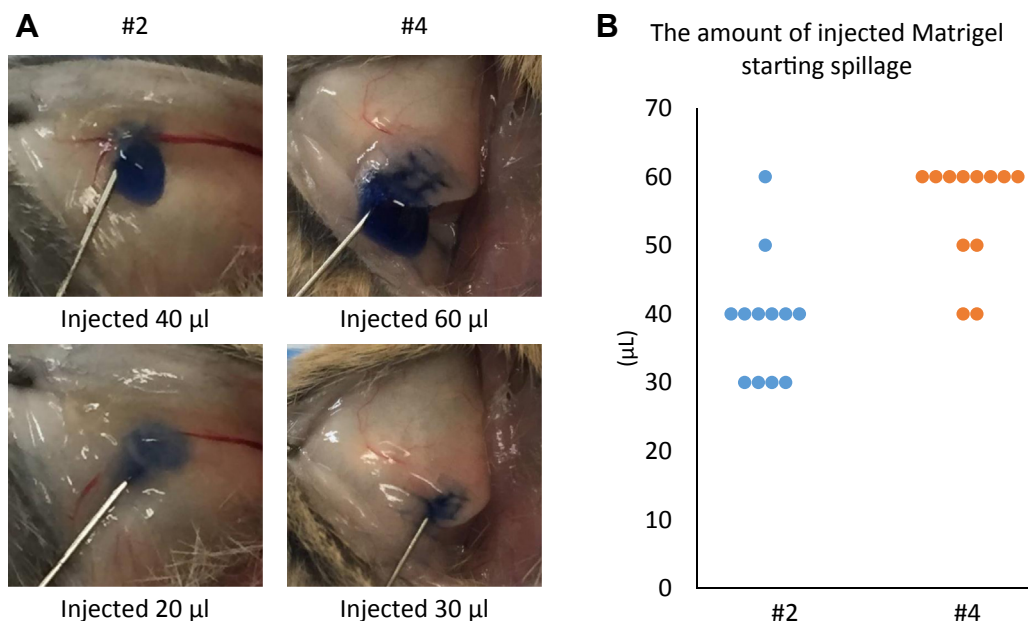 A
#2
#4
Injected 40 µl
Injected 60 µl
Injected 20 µl
Injected 30 µl
B
The amount of injected Matrigel
starting spillage
(µL)
70
60
50
40
30
20
10
0
#2
#4